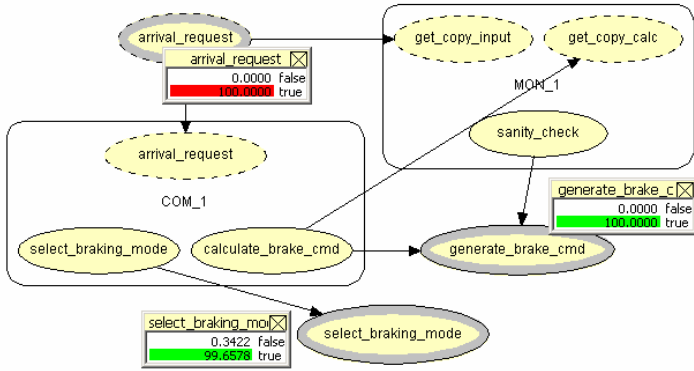 arrival_request
get_copy_input
get_copy_calc
arrival_request
0.0000 false
100.0000 true
MON_1
sanity_check
arrival_request
COM_1
generate_brake_c
0.0000 false
100.0000 true
select_braking_mode
calculate_brake_cmd
generate_brake_cmd
select_braking_mo
0.3422 false
99.6578 true
select_braking_mode